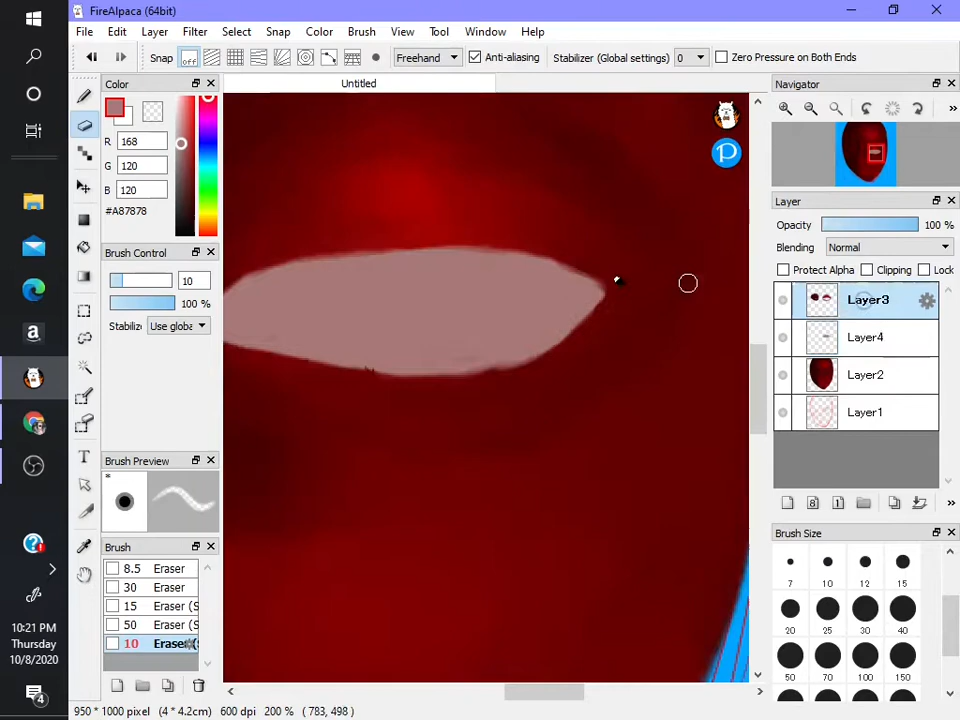 FireAlpaca (64bit)
File Edit Layer Filter Select Snap Color Brush View Tool Window Help
Snap off Freehand Anti-aliasing Stabilizer (Global settings) 0 Zero Pressure on Both Ends
Color
Untitled
Navigator
R 168
G 120
B 120
#A87878
Layer
Opacity 100 %
Blending Normal
Protect Alpha Clipping Lock
Brush Control
10
100 %
Stabiliz Use globa
Layer3
Layer4
Layer2
Layer1
Brush Preview
*
8 1
Brush Size
7 10 12 15
20 25 30 40
50 70 100 150
Brush
8.5 Eraser
30 Eraser
15 Eraser (S
50 Eraser (S
10 Eraser
a
T
P
10:21 PM
Thursday
10/8/2020
4
950 * 1000 pixel (4 * 4.2cm) 600 dpi 200 % ( 783, 498 )